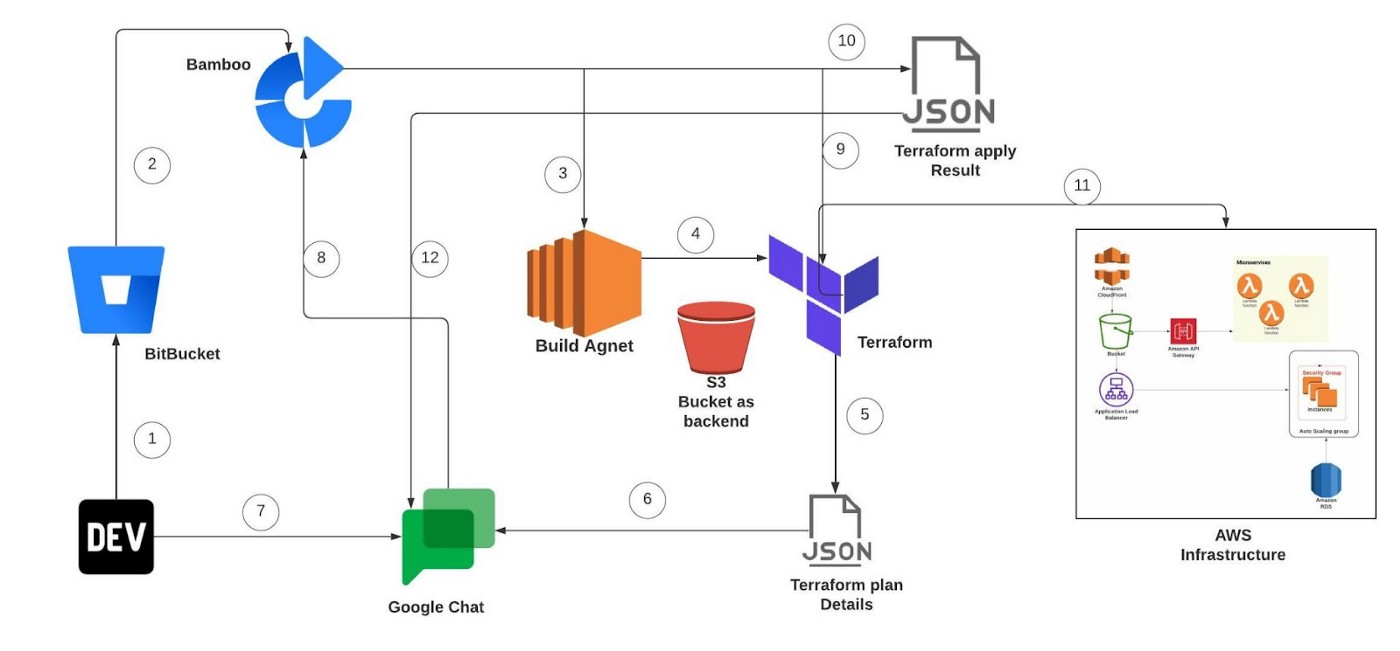 10
Bamboo
JSON
Terraform apply
Result
2
9
3
11
4
8
12
Amazon
CloudFront
Microservices
Lambda
function
Lambda
function
Lambda
function
Bucket
Amazon API
Gateway
BitBucket
Build Agnet
Terraform
S3
Bucket as
backend
Security Group
instances
Application Load
Balancer
Auto Scaling group
5
1
7
6
DEV
JSON
Amazon
RDS
AWS
Infrastructure
Terraform plan
Details
Google Chat